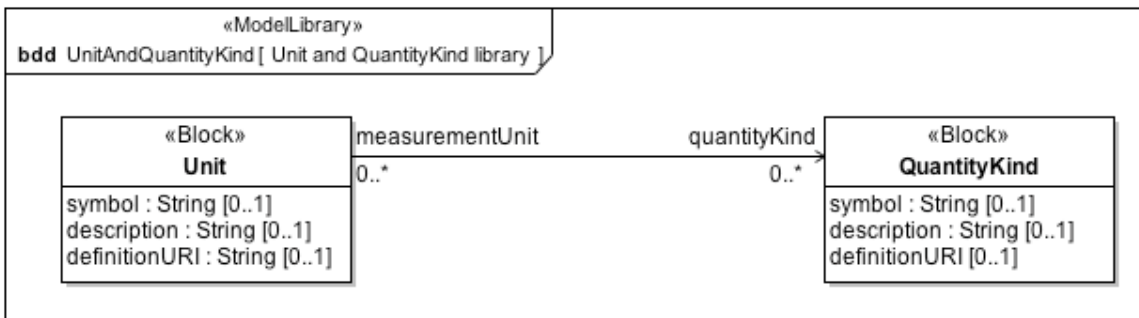 «ModelLibrary»
bdd UnitAndQuantityKind [ Unit and QuantityKind library ]
«Block»
Unit
symbol : String [0..1]
description : String [0..1]
definitionURI : String [0..1]
measurementUnit
0..*
quantityKind
0..*
«Block»
QuantityKind
symbol : String [0..1]
description : String [0..1]
definitionURI [0..1]